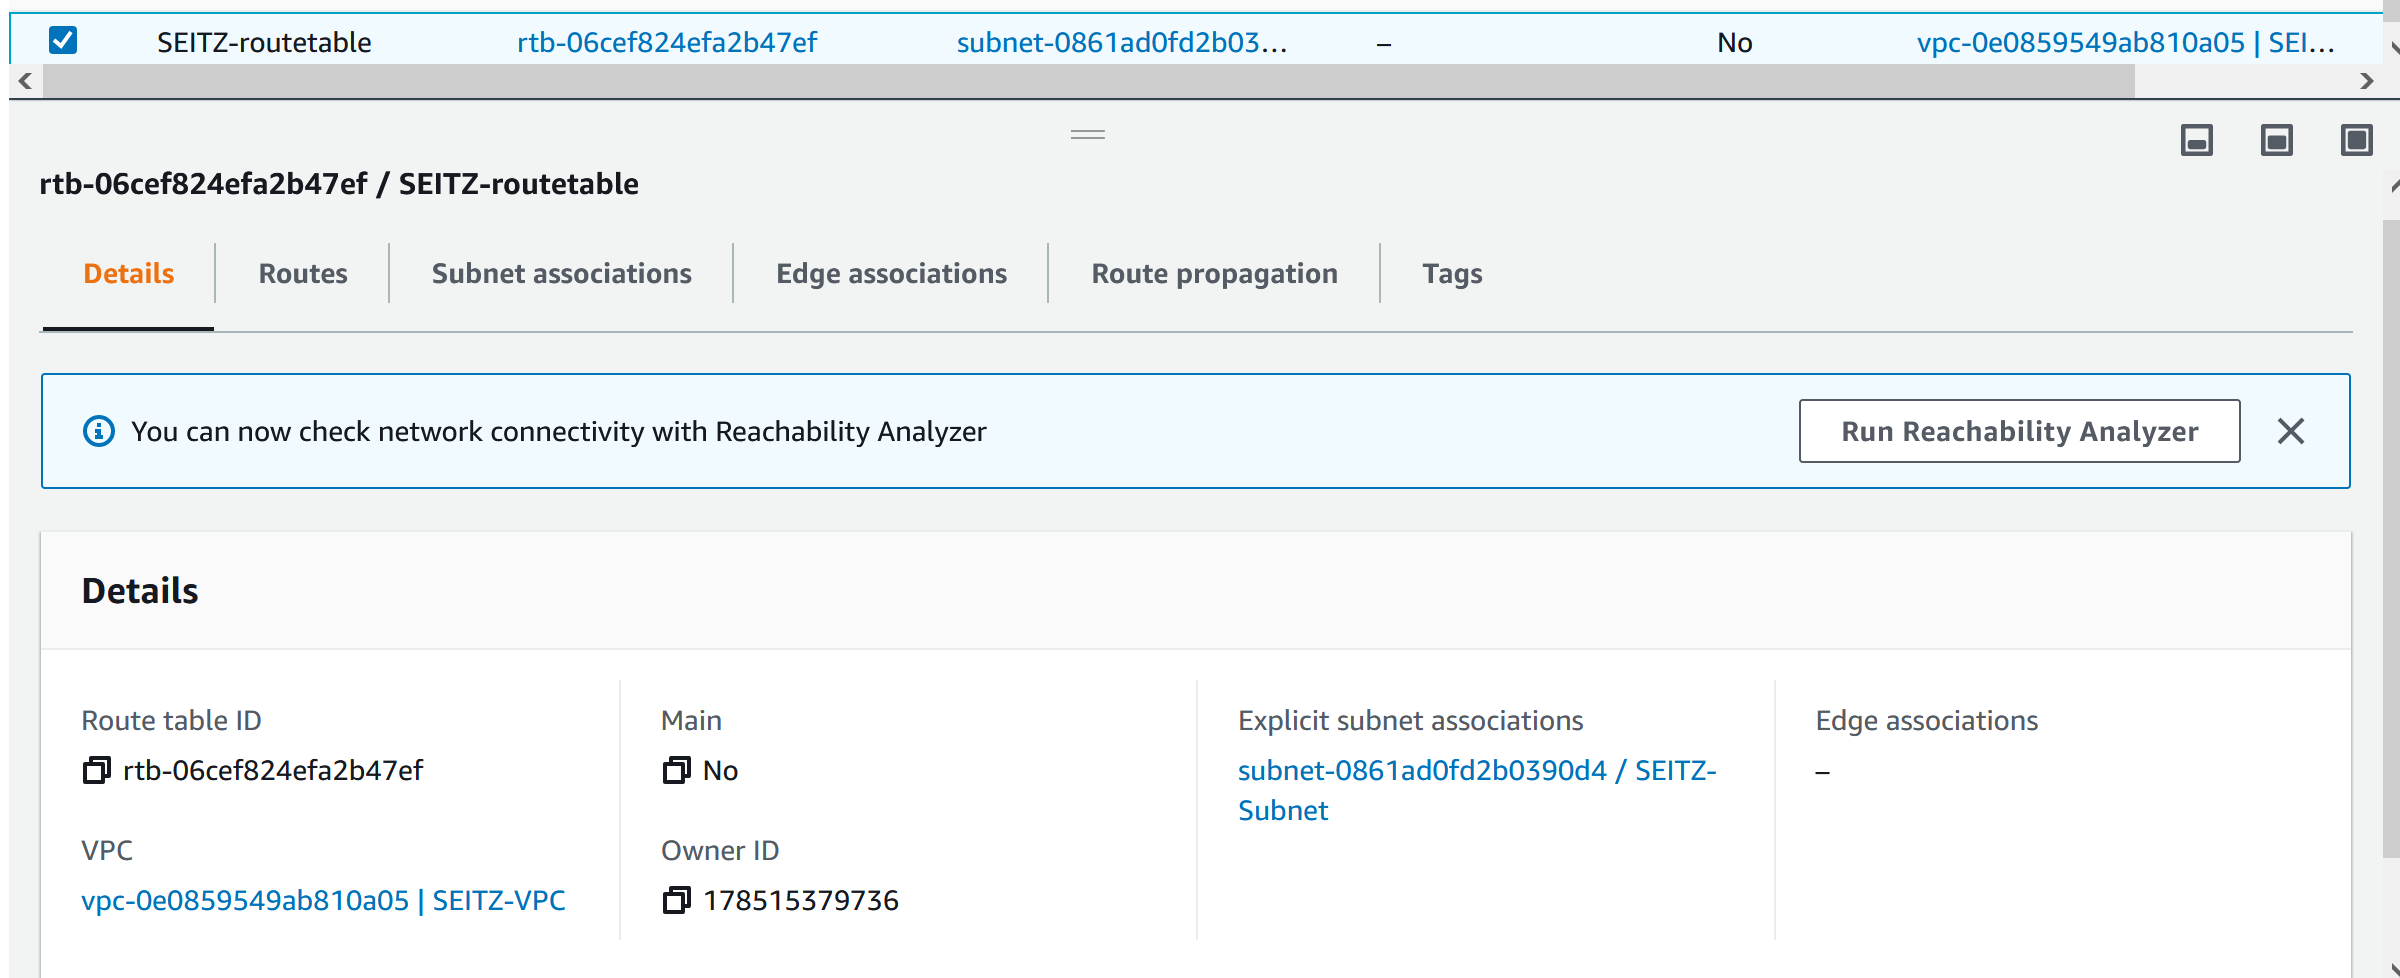 SEITZ-routetable rtb-06cef824efa2b47ef subnet-0861ad0fd2b03... – No vpc-0e0859549ab810a05 | SEI...
rtb-06cef824efa2b47ef / SEITZ-routetable
Details Routes Subnet associations Edge associations Route propagation Tags
You can now check network connectivity with Reachability Analyzer Run Reachability Analyzer
Details
Route table ID Main Explicit subnet associations Edge associations
rtb-06cef824efa2b47ef No subnet-0861ad0fd2b0390d4 / SEITZ- –
Subnet
VPC Owner ID
vpc-0e0859549ab810a05 | SEITZ-VPC 178515379736